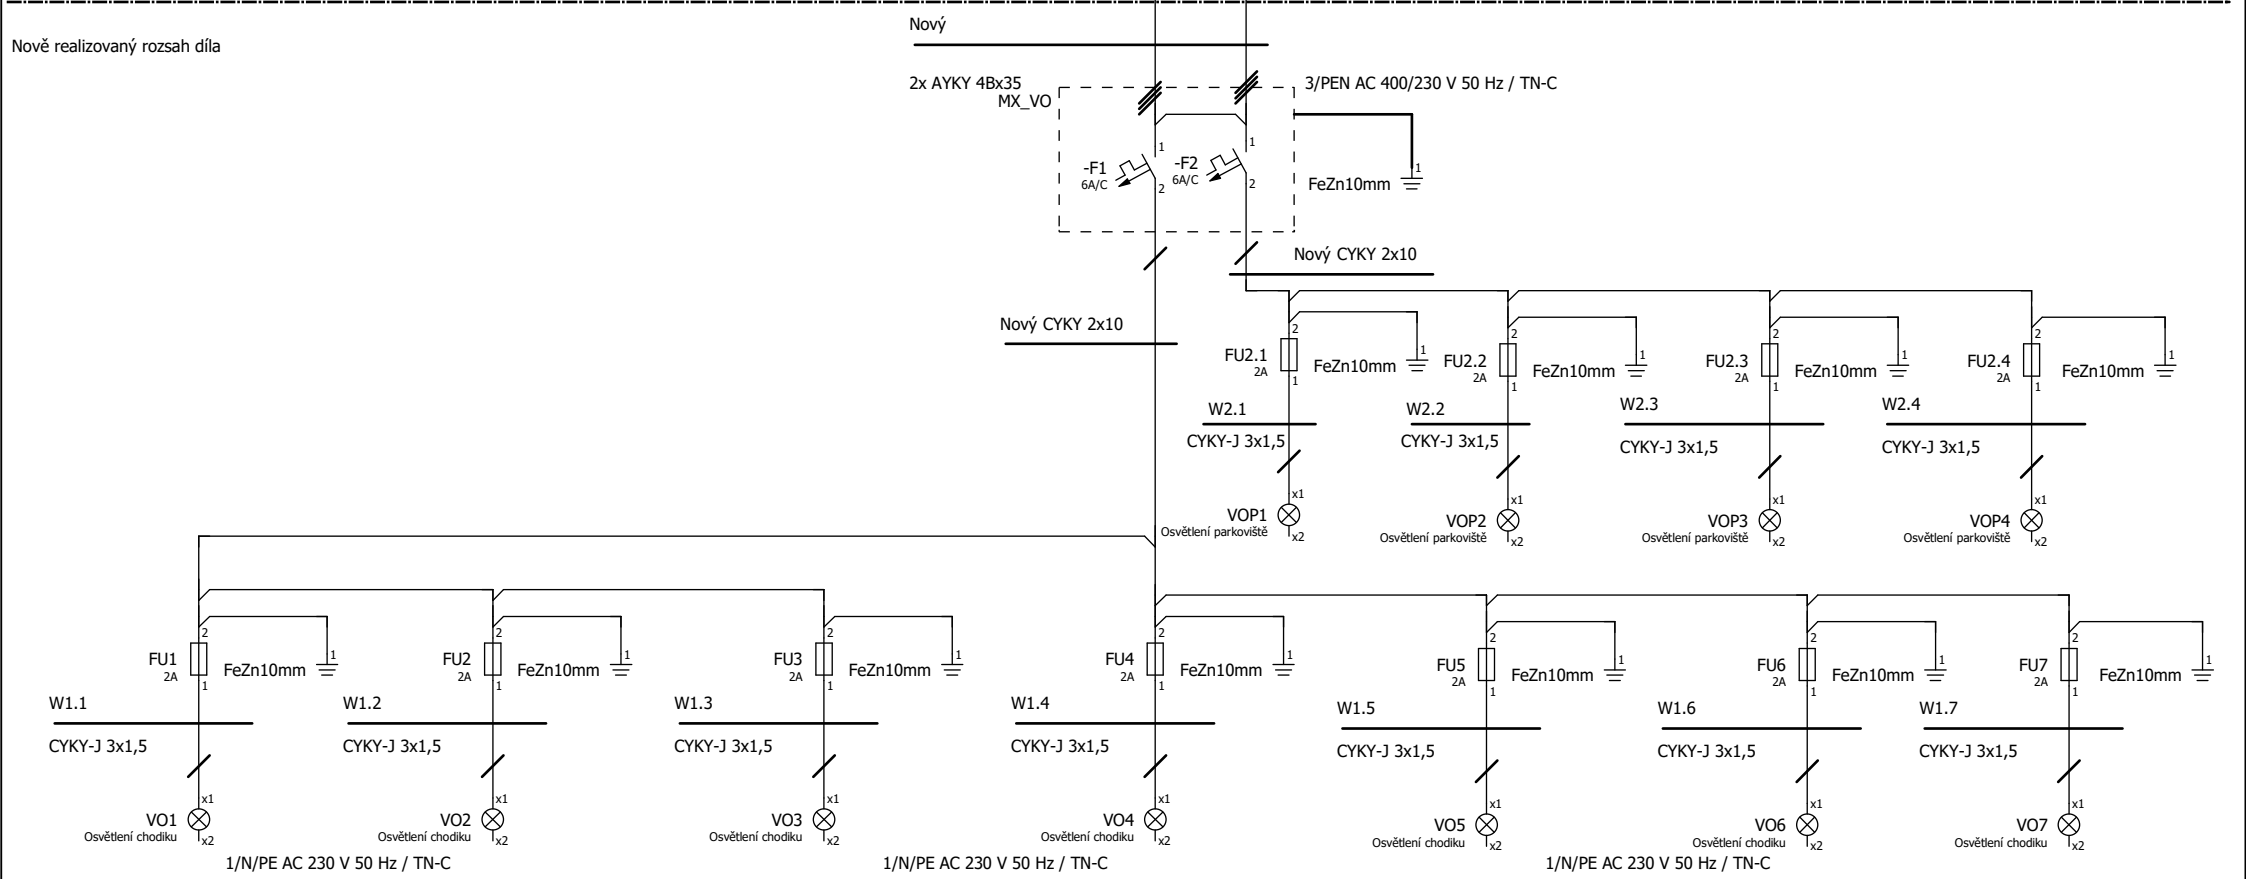 Nový
Nově realizovaný rozsah díla
2x AYKY 4Bx35
3/PEN AC 400/230 V 50 Hz / TN-C
MX_VO
1
1
-F1
6A/C
-F2
6A/C
2
2
FeZn10mm
1
Nový CYKY 2x10
Nový CYKY 2x10
2
FU2.1
2A
1
FeZn10mm
1
2
FU2.2
2A
1
FeZn10mm
1
2
FU2.3
2A
1
FeZn10mm
1
2
FU2.4
2A
1
FeZn10mm
1
W2.1
CYKY-J 3x1,5
W2.2
CYKY-J 3x1,5
W2.3
CYKY-J 3x1,5
W2.4
CYKY-J 3x1,5
x1
VOP1
Osvětlení parkoviště
x2
x1
VOP2
Osvětlení parkoviště
x2
x1
VOP3
Osvětlení parkoviště
x2
x1
VOP4
Osvětlení parkoviště
x2
2
FU1
2A
1
FeZn10mm
1
2
FU2
2A
1
FeZn10mm
1
2
FU3
2A
1
FeZn10mm
1
2
FU4
2A
1
FeZn10mm
1
2
FU5
2A
1
FeZn10mm
1
2
FU6
2A
1
FeZn10mm
1
2
FU7
2A
1
FeZn10mm
1
W1.1
CYKY-J 3x1,5
W1.2
CYKY-J 3x1,5
W1.3
CYKY-J 3x1,5
W1.4
CYKY-J 3x1,5
W1.5
CYKY-J 3x1,5
W1.6
CYKY-J 3x1,5
W1.7
CYKY-J 3x1,5
x1
VO1
Osvětlení chodiku
x2
x1
VO2
Osvětlení chodiku
x2
x1
VO3
Osvětlení chodiku
x2
x1
VO4
Osvětlení chodiku
x2
x1
VO5
Osvětlení chodiku
x2
x1
VO6
Osvětlení chodiku
x2
x1
VO7
Osvětlení chodiku
x2
1/N/PE AC 230 V 50 Hz / TN-C
1/N/PE AC 230 V 50 Hz / TN-C
1/N/PE AC 230 V 50 Hz / TN-C